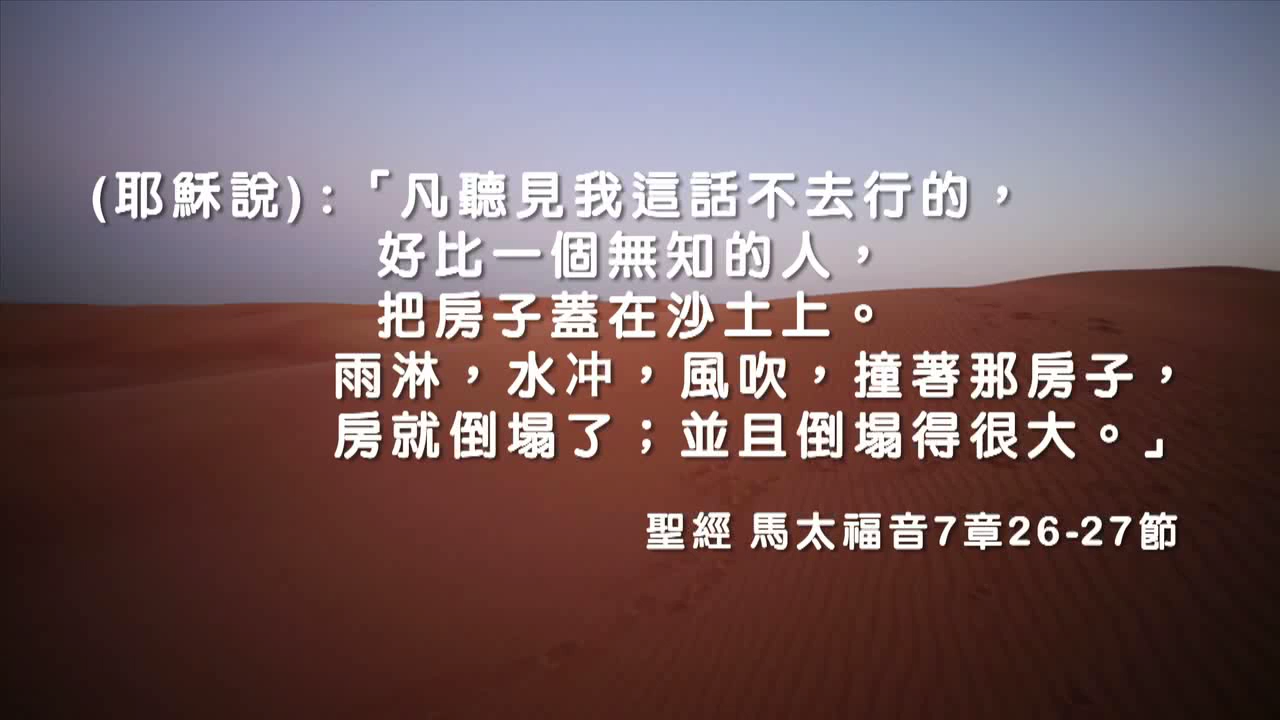 (耶穌說)：「凡聽見我這話不去行的，
好比一個無知的人，
把房子蓋在沙土上。
雨淋，水冲，風吹，撞著那房子，
房就倒塌了；並且倒塌得很大。」
聖經 馬太福音7章26-27節